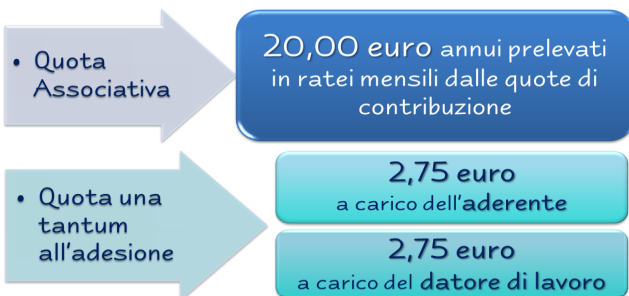 • Quota
Associativa
20,00 euro annui prelevati
in ratei mensili dalle quote di
contribuzione
• Quota una
tantum
all'adesione
2,75 euro
a carico dell'aderente
2,75 euro
a carico del datore di lavoro